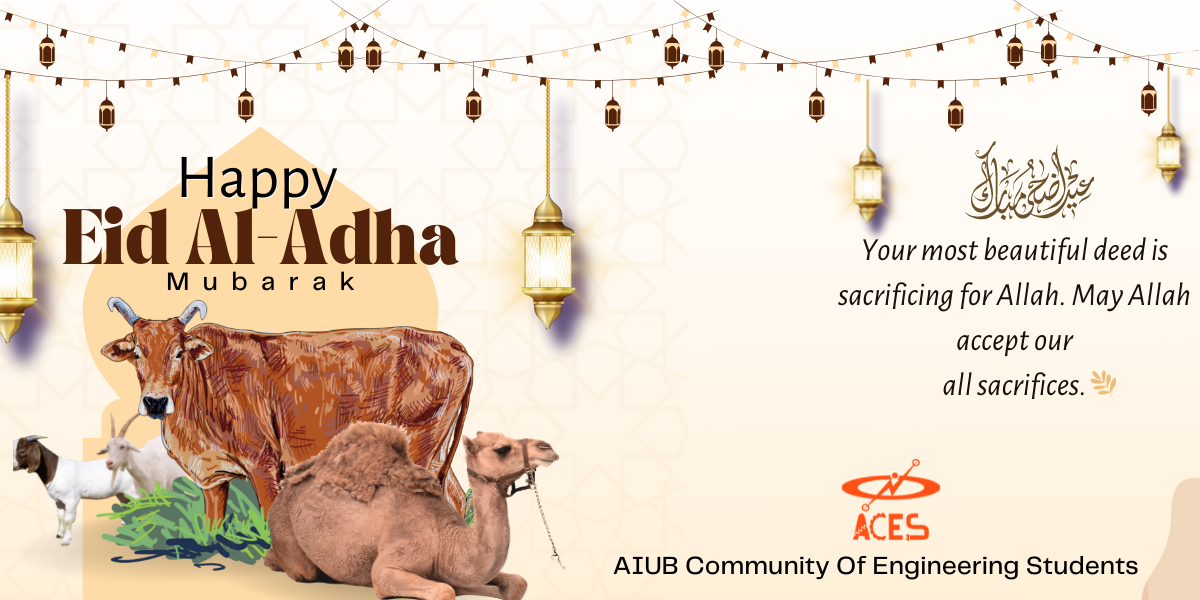 Happy
Eid Al-Adha
Mubarak
عيد أضحى مبارك
Your most beautiful deed is
sacrificing for Allah. May Allah
accept our
all sacrifices.
ACES
AIUB Community Of Engineering Students